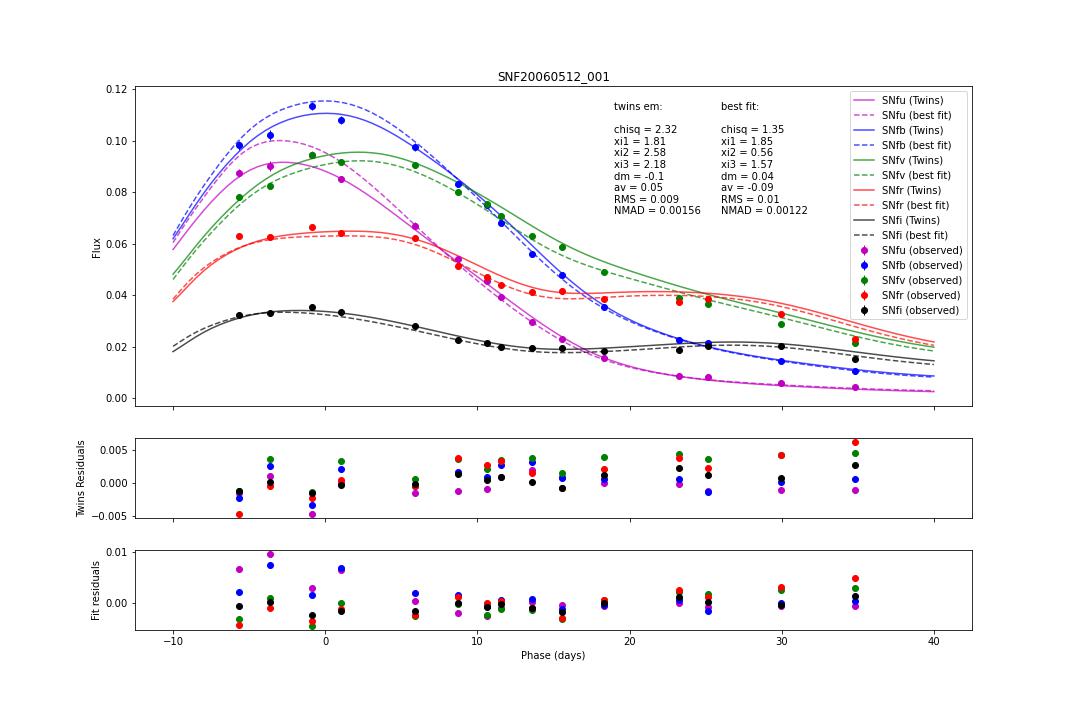 SNF20060512_001
0.12
0.10
0.08
0.06
0.04
0.02
0.00
Flux
twins em:
chisq = 2.32
xi1 = 1.81
xi2 = 2.58
xi3 = 2.18
dm = -0.1
av = 0.05
RMS = 0.009
NMAD = 0.00156
best fit:
chisq = 1.35
xi1 = 1.85
xi2 = 0.56
xi3 = 1.57
dm = 0.04
av = -0.09
RMS = 0.01
NMAD = 0.00122
SNfu (Twins)
SNfu (best fit)
SNfb (Twins)
SNfb (best fit)
SNfv (Twins)
SNfv (best fit)
SNfr (Twins)
SNfr (best fit)
SNfi (Twins)
SNfi (best fit)
SNfu (observed)
SNfb (observed)
SNfv (observed)
SNfr (observed)
SNfi (observed)
0.005
0.000
−0.005
Twins Residuals
0.01
0.00
Fit residuals
−10
0
10
20
30
40
Phase (days)